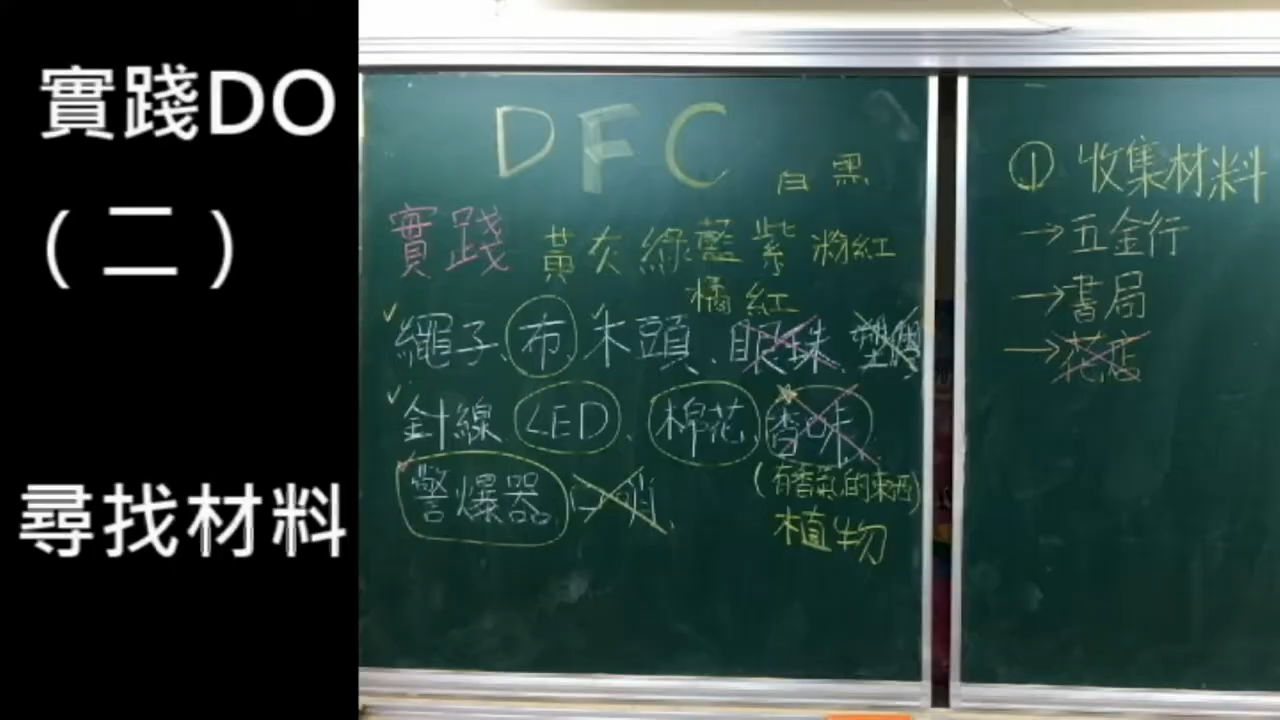 實踐DO
（二）
尋找材料
DFC
白 黑
實踐 黃灰綠藍紫粉紅
橘紅
繩子、布、木頭、眼珠、塑膠
針線、LED、棉花、香味
(有香氣的東西)
警爆器、口哨、
植物
① 收集材料
→五金行
→書局
→花店